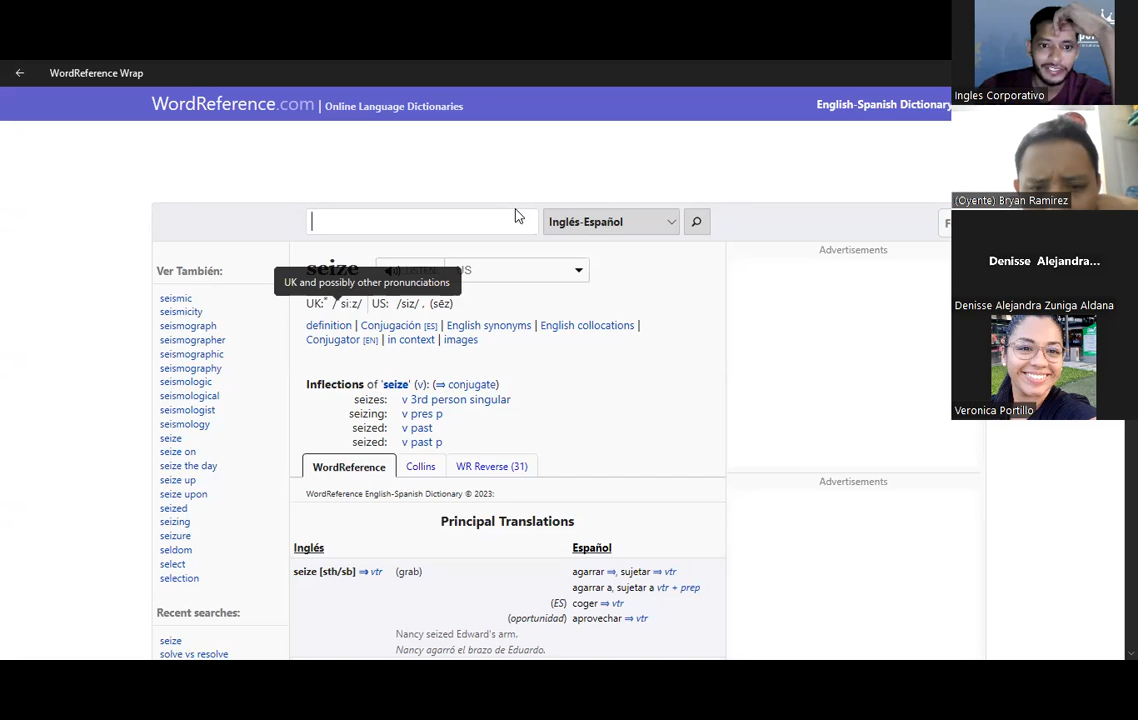 WordReference Wrap
WordReference.com | Online Language Dictionaries
English-Spanish Dictionary
Inglés-Español
Ver También:
seismic
seismicity
seismograph
seismographer
seismographic
seismography
seismologic
seismological
seismologist
seismology
seize
seize on
seize the day
seize up
seize upon
seized
seizing
seizure
seldom
select
selection
Recent searches:
seize
solve vs resolve
seize
LISTEN:
US
UK and possibly other pronunciations
UK:* /ˈsiːz/ US: /siz/ , (sēz)
definition | Conjugación [ES] | English synonyms | English collocations |
Conjugator [EN] | in context | images
Inflections of 'seize' (v): (⇒ conjugate)
seizes: v 3rd person singular
seizing: v pres p
seized: v past
seized: v past p
WordReference Collins WR Reverse (31)
WordReference English-Spanish Dictionary © 2023:
Principal Translations
Inglés Español
seize [sth/sb] ⇒ vtr (grab) agarrar ⇒, sujetar ⇒ vtr
agarrar a, sujetar a vtr + prep
(ES) coger ⇒ vtr
(oportunidad) aprovechar ⇒ vtr
Nancy seized Edward's arm.
Nancy agarró el brazo de Eduardo.
Advertisements
Advertisements
Ingles Corporativo
(Oyente) Bryan Ramirez
Denisse Alejandra...
Denisse Alejandra Zuniga Aldana
Veronica Portillo